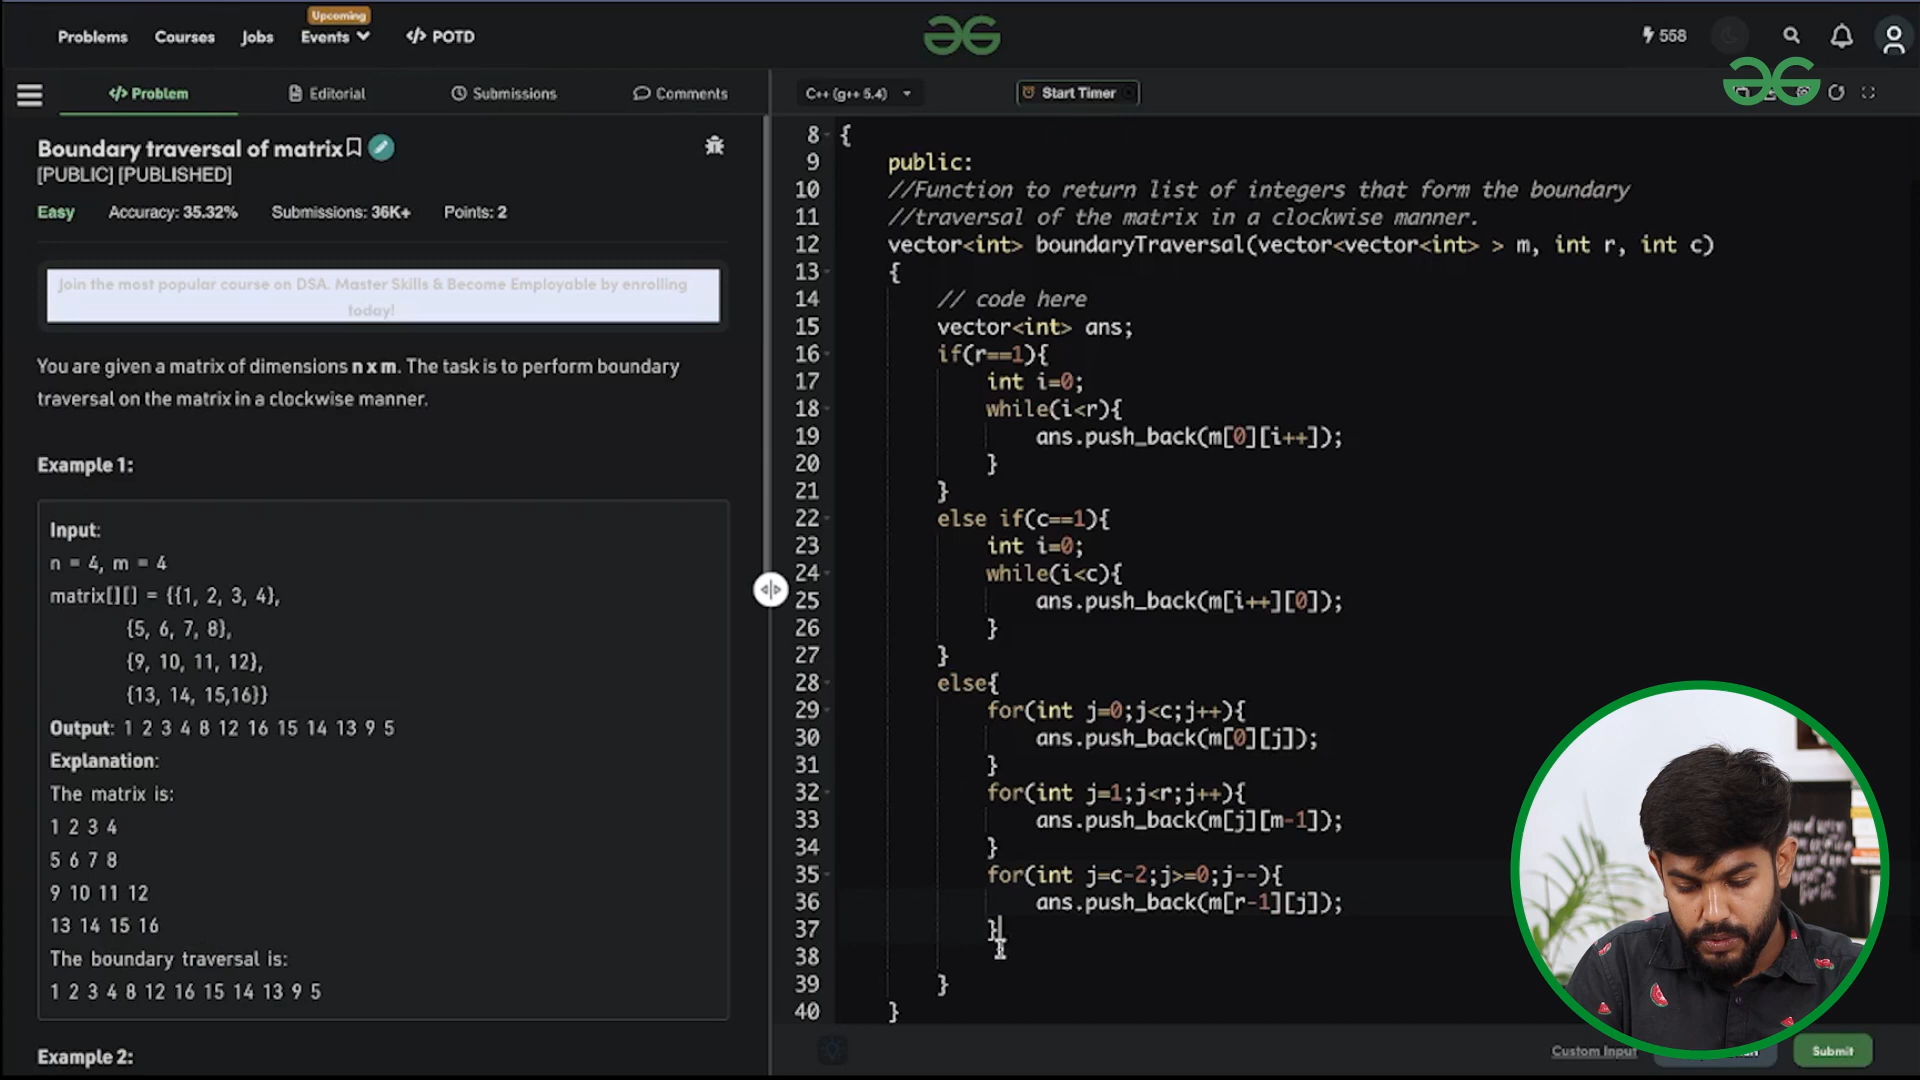 Upcoming
Problems Courses Jobs Events </> POTD
558
</> Problem Editorial Submissions Comments
C++ (g++ 5.4) Start Timer
Boundary traversal of matrix
[PUBLIC] [PUBLISHED]
Easy Accuracy: 35.32% Submissions: 36K+ Points: 2
Join the most popular course on DSA. Master Skills & Become Employable by enrolling
today!
You are given a matrix of dimensions n x m. The task is to perform boundary
traversal on the matrix in a clockwise manner.
Example 1:
Input:
n = 4, m = 4
matrix[][] = {{1, 2, 3, 4},
{5, 6, 7, 8},
{9, 10, 11, 12},
{13, 14, 15,16}}
Output: 1 2 3 4 8 12 16 15 14 13 9 5
Explanation:
The matrix is:
1 2 3 4
5 6 7 8
9 10 11 12
13 14 15 16
The boundary traversal is:
1 2 3 4 8 12 16 15 14 13 9 5
Example 2:
8 {
9 public:
10 //Function to return list of integers that form the boundary
11 //traversal of the matrix in a clockwise manner.
12 vector<int> boundaryTraversal(vector<vector<int> > m, int r, int c)
13 {
14 // code here
15 vector<int> ans;
16 if(r==1){
17 int i=0;
18 while(i<r){
19 ans.push_back(m[0][i++]);
20 }
21 }
22 else if(c==1){
23 int i=0;
24 while(i<c){
25 ans.push_back(m[i++][0]);
26 }
27 }
28 else{
29 for(int j=0;j<c;j++){
30 ans.push_back(m[0][j]);
31 }
32 for(int j=1;j<r;j++){
33 ans.push_back(m[j][m-1]);
34 }
35 for(int j=c-2;j>=0;j--){
36 ans.push_back(m[r-1][j]);
37 }
38
39 }
40 }
Custom Input Submit